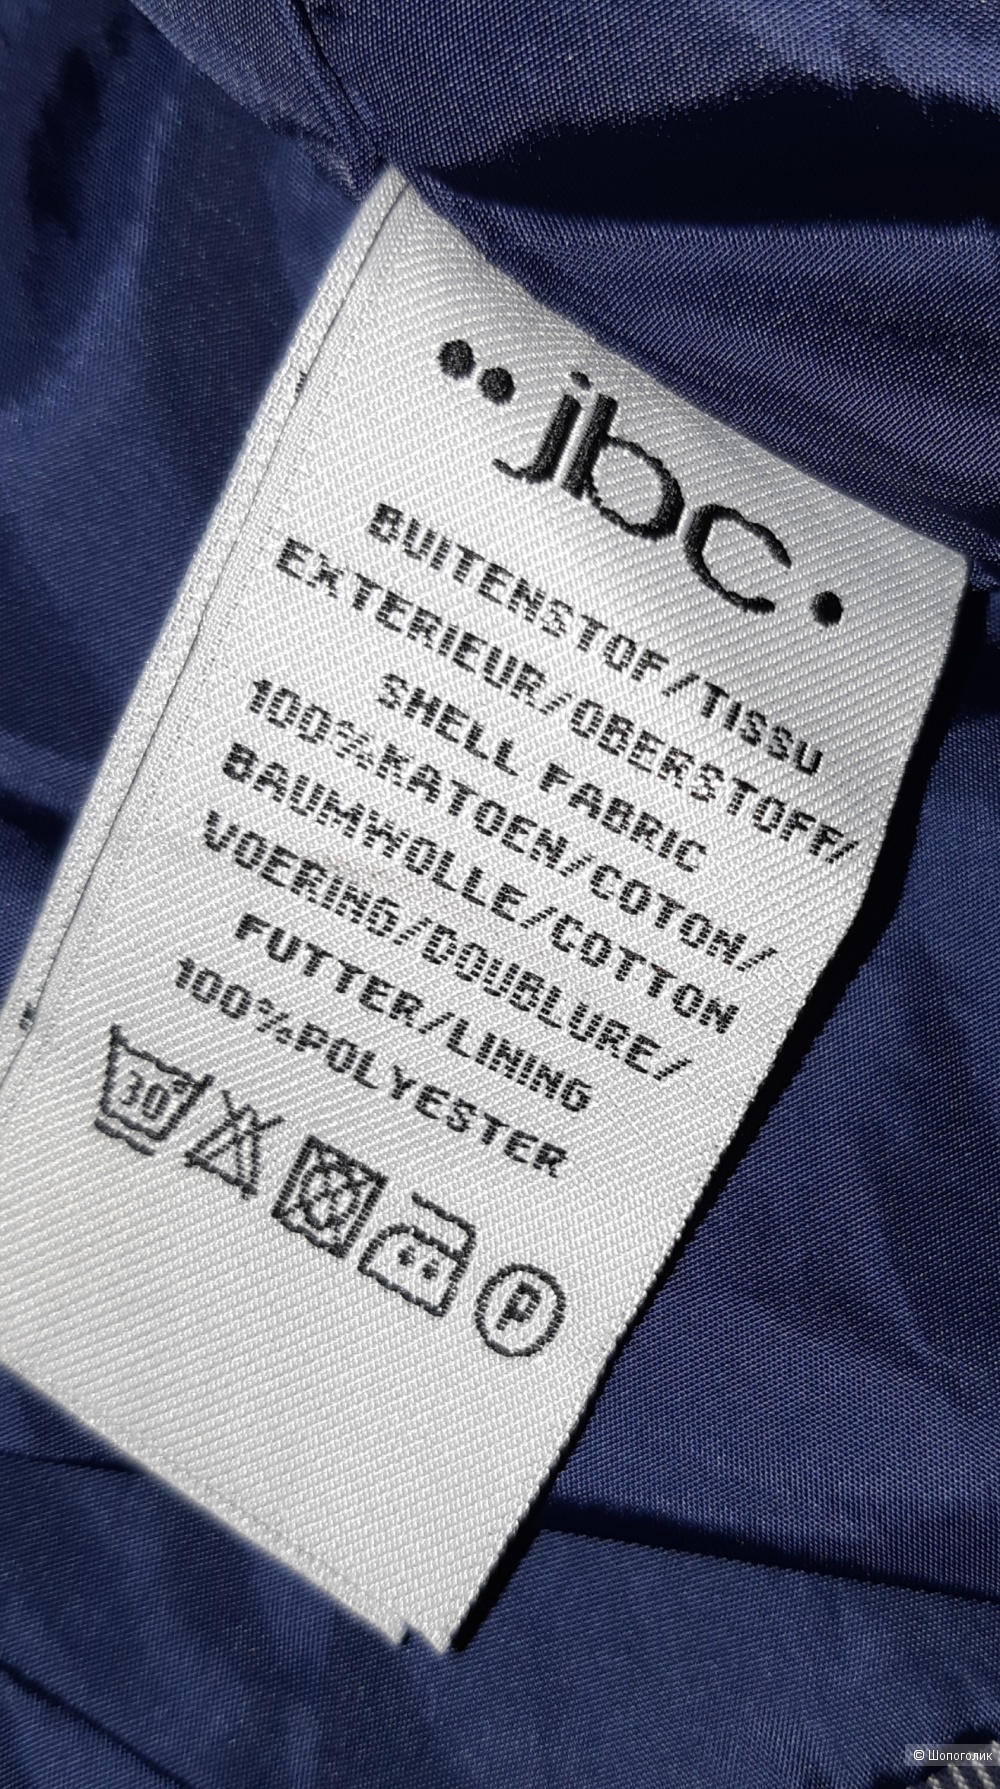 jbc
BUITENSTOF/TISSU
EXTERIEUR/OBERSTOFF/
SHELL FABRIC
100%KATOEN/COTON/
BAUMWOLLE/COTTON
VOERING/DOUBLURE/
FUTTER/LINING
100%POLYESTER
30°
P
© Шопоголик